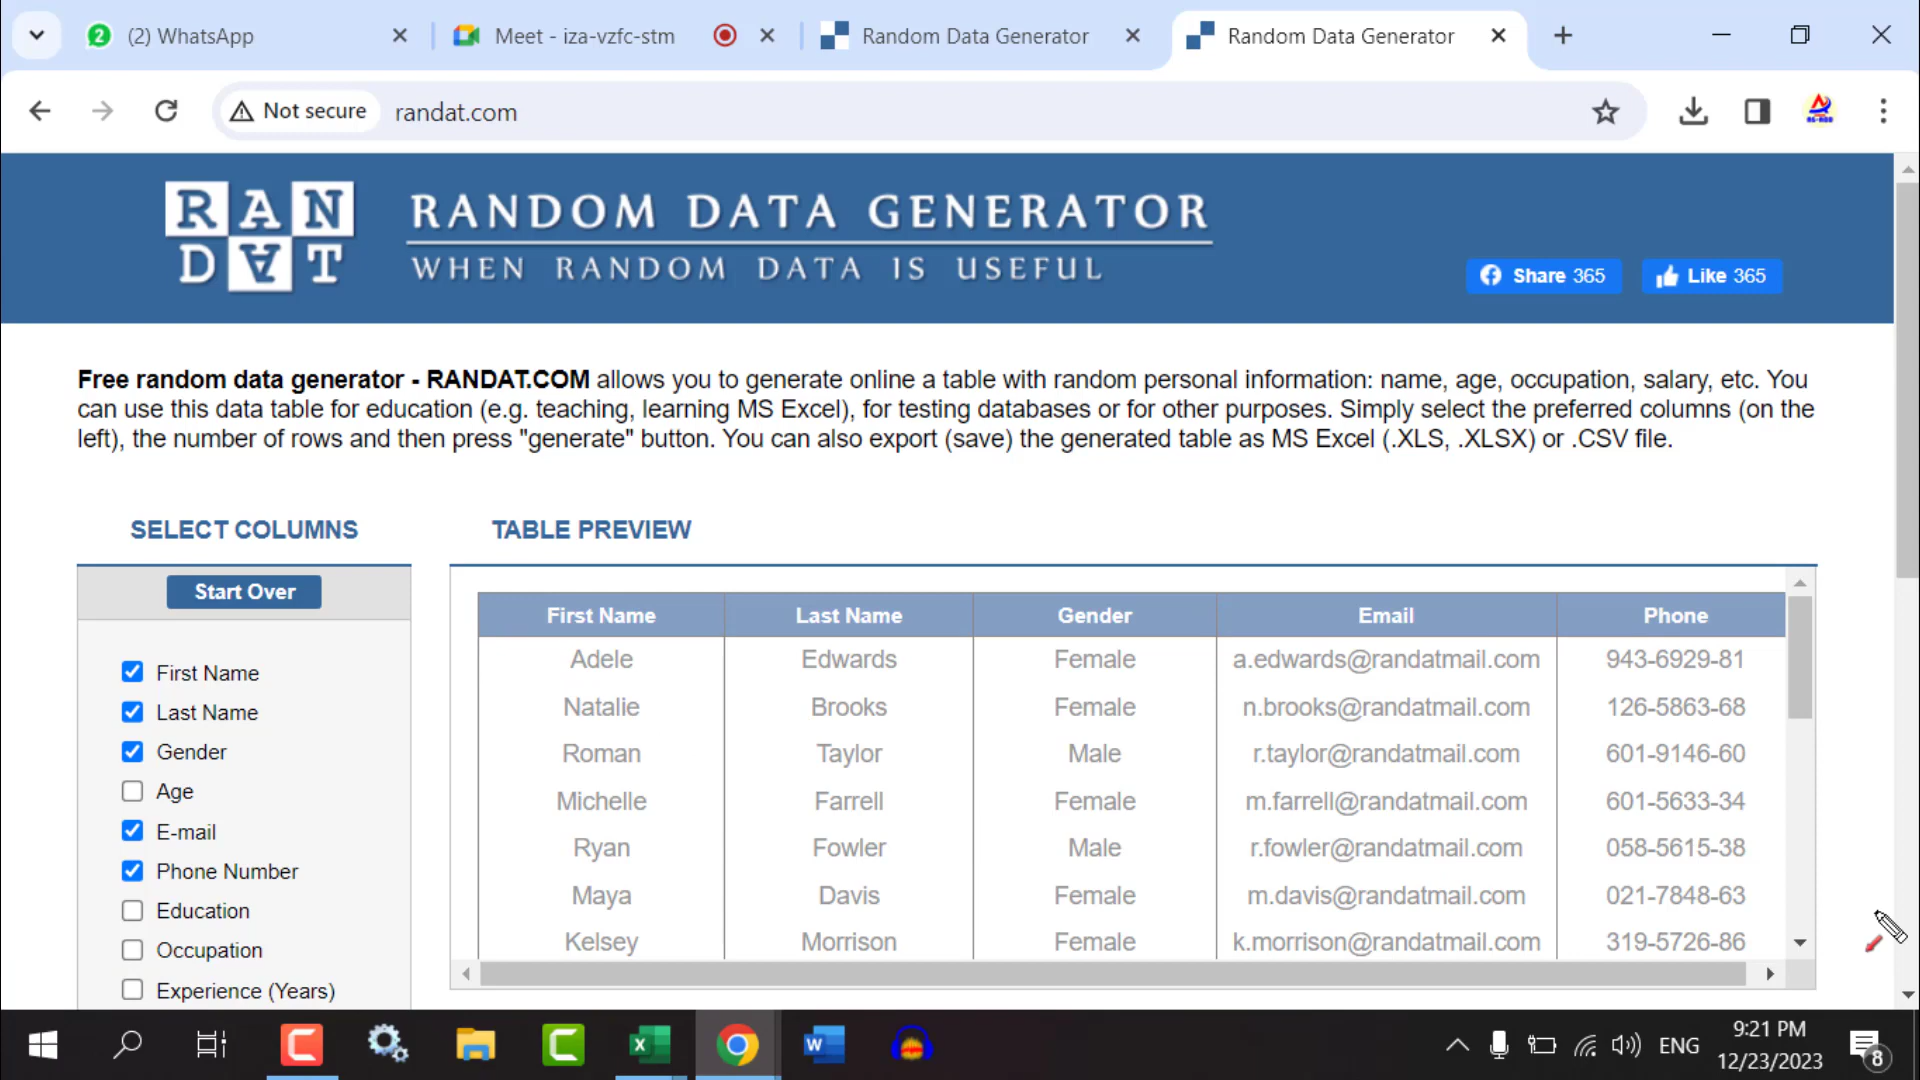 2
(2) WhatsApp
Meet - iza-vzfc-stm
Random Data Generator
Random Data Generator
Not secure
randat.com
RAN
DAT
RANDOM DATA GENERATOR
WHEN RANDOM DATA IS USEFUL
Share 365
Like 365
Free random data generator - RANDAT.COM allows you to generate online a table with random personal information: name, age, occupation, salary, etc. You
can use this data table for education (e.g. teaching, learning MS Excel), for testing databases or for other purposes. Simply select the preferred columns (on the
left), the number of rows and then press "generate" button. You can also export (save) the generated table as MS Excel (.XLS, .XLSX) or .CSV file.
SELECT COLUMNS
Start Over
First Name
Last Name
Gender
Age
E-mail
Phone Number
Education
Occupation
Experience (Years)
TABLE PREVIEW
First Name Last Name Gender Email Phone
Adele Edwards Female a.edwards@randatmail.com 943-6929-81
Natalie Brooks Female n.brooks@randatmail.com 126-5863-68
Roman Taylor Male r.taylor@randatmail.com 601-9146-60
Michelle Farrell Female m.farrell@randatmail.com 601-5633-34
Ryan Fowler Male r.fowler@randatmail.com 058-5615-38
Maya Davis Female m.davis@randatmail.com 021-7848-63
Kelsey Morrison Female k.morrison@randatmail.com 319-5726-86
ENG
9:21 PM
12/23/2023
8